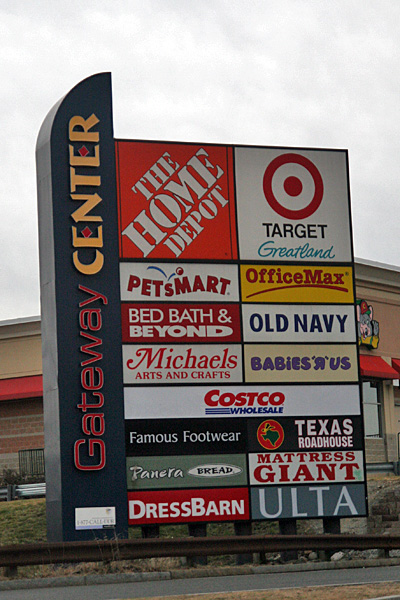 Gateway CENTER
THE
HOME
DEPOT
TARGET
Greatland
PETSMART
OfficeMax
BED BATH &
BEYOND
OLD NAVY
Michaels
ARTS AND CRAFTS
BABIES"R"US
COSTCO
WHOLESALE
Famous Footwear
TEXAS
ROADHOUSE
Panera BREAD
MATTRESS
GIANT
DRESSBARN
ULTA